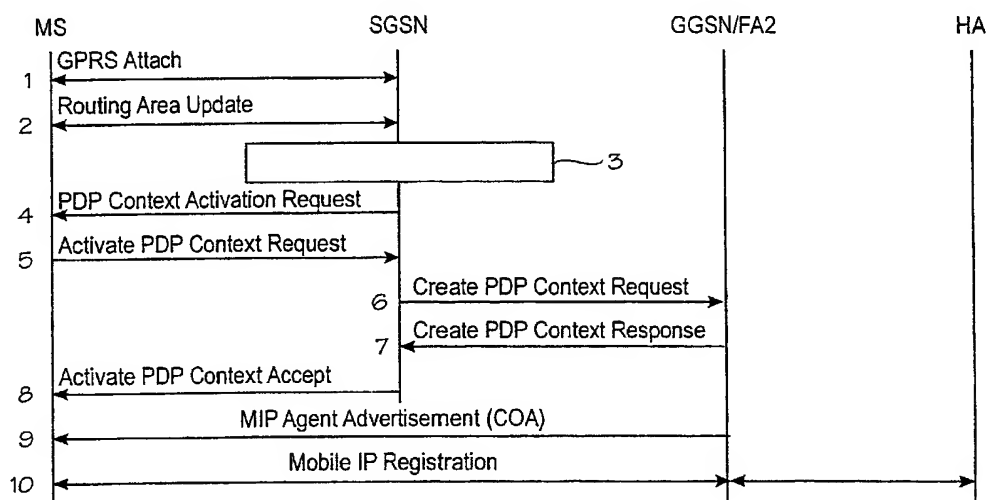 MS SGSN GGSN/FA2 HA
1 GPRS Attach
2 Routing Area Update
3
4 PDP Context Activation Request
5 Activate PDP Context Request
6 Create PDP Context Request
7 Create PDP Context Response
8 Activate PDP Context Accept
9 MIP Agent Advertisement (COA)
10 Mobile IP Registration